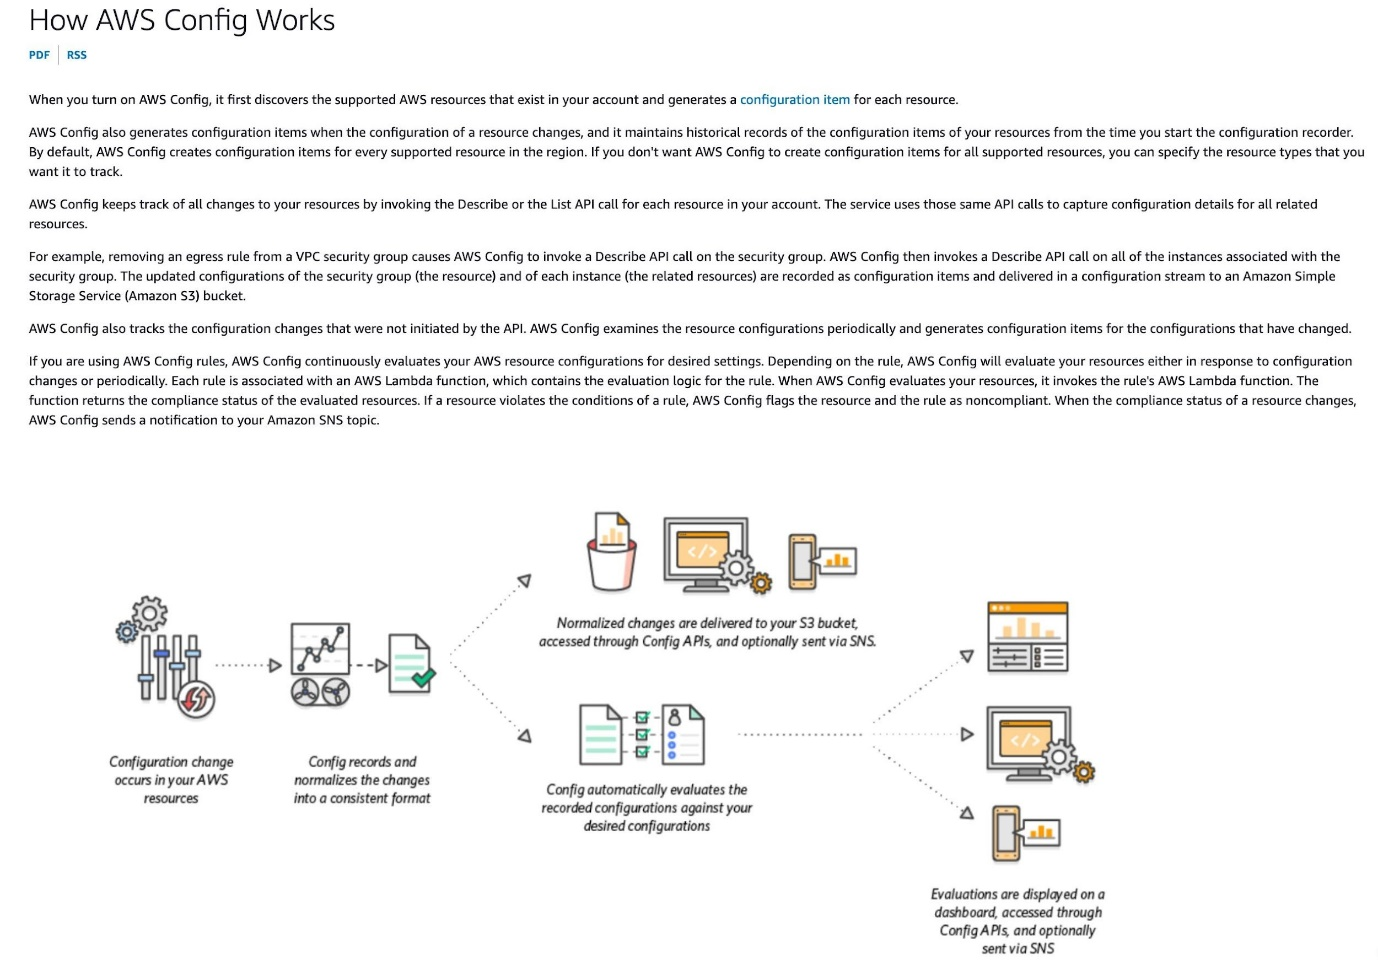 How AWS Config Works
PDF
RSS
When you turn on AWS Config, it first discovers the supported AWS resources that exist in your account and generates a configuration item for each resource.
AWS Config also generates configuration items when the configuration of a resource changes, and it maintains historical records of the configuration items of your resources from the time you start the configuration recorder.
By default, AWS Config creates configuration items for every supported resource in the region. If you don't want AWS Config to create configuration items for all supported resources, you can specify the resource types that you
want it to track.
AWS Config keeps track of all changes to your resources by invoking the Describe or the List API call for each resource in your account. The service uses those same API calls to capture configuration details for all related
resources.
For example, removing an egress rule from a VPC security group causes AWS Config to invoke a Describe API call on the security group. AWS Config then invokes a Describe API call on all of the instances associated with the
security group. The updated configurations of the security group (the resource) and of each instance (the related resources) are recorded as configuration items and delivered in a configuration stream to an Amazon Simple
Storage Service (Amazon S3) bucket.
AWS Config also tracks the configuration changes that were not initiated by the API. AWS Config examines the resource configurations periodically and generates configuration items for the configurations that have changed.
If you are using AWS Config rules, AWS Config continuously evaluates your AWS resource configurations for desired settings. Depending on the rule, AWS Config will evaluate your resources either in response to configuration
changes or periodically. Each rule is associated with an AWS Lambda function, which contains the evaluation logic for the rule. When AWS Config evaluates your resources, it invokes the rule's AWS Lambda function. The
function returns the compliance status of the evaluated resources. If a resource violates the conditions of a rule, AWS Config flags the resource and the rule as noncompliant. When the compliance status of a resource changes,
AWS Config sends a notification to your Amazon SNS topic.
</>
Normalized changes are delivered to your S3 bucket,
accessed through Config APIs, and optionally sent via SNS.
Configuration change
occurs in your AWS
resources
Config records and
normalizes the changes
into a consistent format
Config automatically evaluates the
recorded configurations against your
desired configurations
</>
Evaluations are displayed on a
dashboard, accessed through
Config APIs, and optionally
sent via SNS